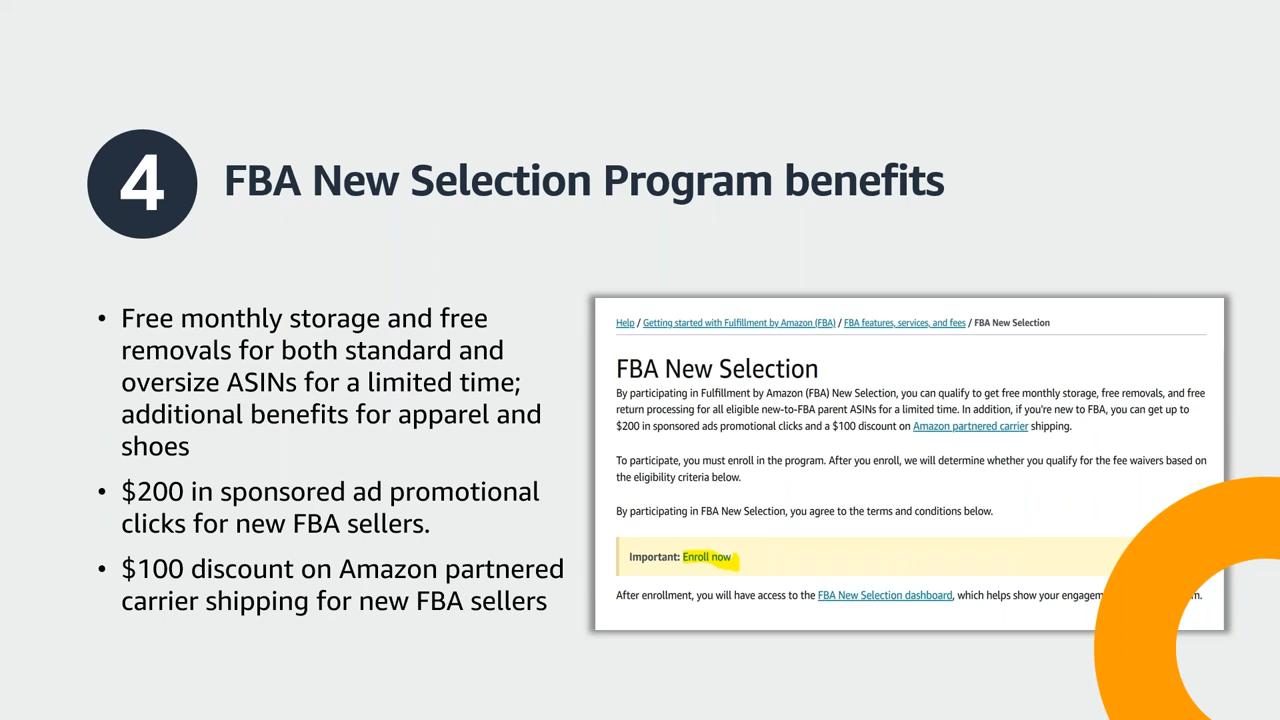 4
FBA New Selection Program benefits
• Free monthly storage and free
removals for both standard and
oversize ASINs for a limited time;
additional benefits for apparel and
shoes
• $200 in sponsored ad promotional
clicks for new FBA sellers.
• $100 discount on Amazon partnered
carrier shipping for new FBA sellers
Help / Getting started with Fulfillment by Amazon (FBA) / FBA features, services, and fees / FBA New Selection
FBA New Selection
By participating in Fulfillment by Amazon (FBA) New Selection, you can qualify to get free monthly storage, free removals, and free
return processing for all eligible new-to-FBA parent ASINs for a limited time. In addition, if you're new to FBA, you can get up to
$200 in sponsored ads promotional clicks and a $100 discount on Amazon partnered carrier shipping.
To participate, you must enroll in the program. After you enroll, we will determine whether you qualify for the fee waivers based on
the eligibility criteria below.
By participating in FBA New Selection, you agree to the terms and conditions below.
Important: Enroll now
After enrollment, you will have access to the FBA New Selection dashboard, which helps show your